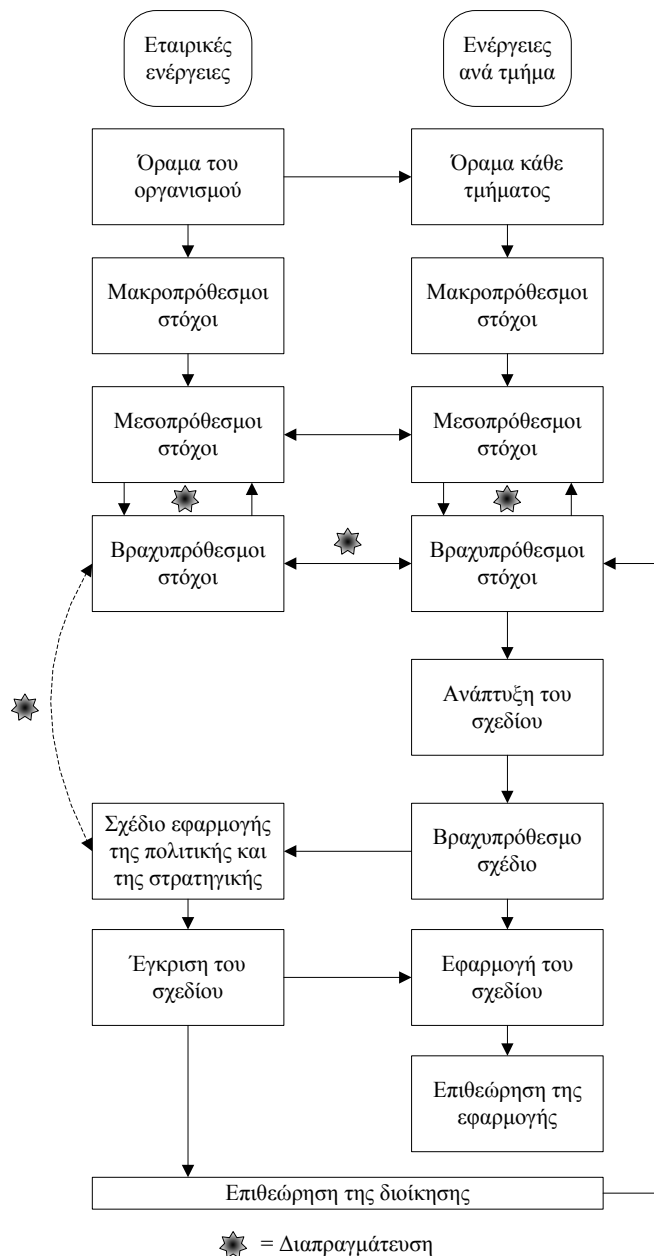 Εταιρικές
ενέργειες
Ενέργειες
ανά τμήμα
Όραμα του
οργανισμού
Όραμα κάθε
τμήματος
Μακροπρόθεσμοι
στόχοι
Μακροπρόθεσμοι
στόχοι
Μεσοπρόθεσμοι
στόχοι
Μεσοπρόθεσμοι
στόχοι
Βραχυπρόθεσμοι
στόχοι
Βραχυπρόθεσμοι
στόχοι
Ανάπτυξη του
σχεδίου
Σχέδιο εφαρμογής
της πολιτικής και
της στρατηγικής
Βραχυπρόθεσμο
σχέδιο
Έγκριση του
σχεδίου
Εφαρμογή του
σχεδίου
Επιθεώρηση της
εφαρμογής
Επιθεώρηση της διοίκησης
= Διαπραγμάτευση